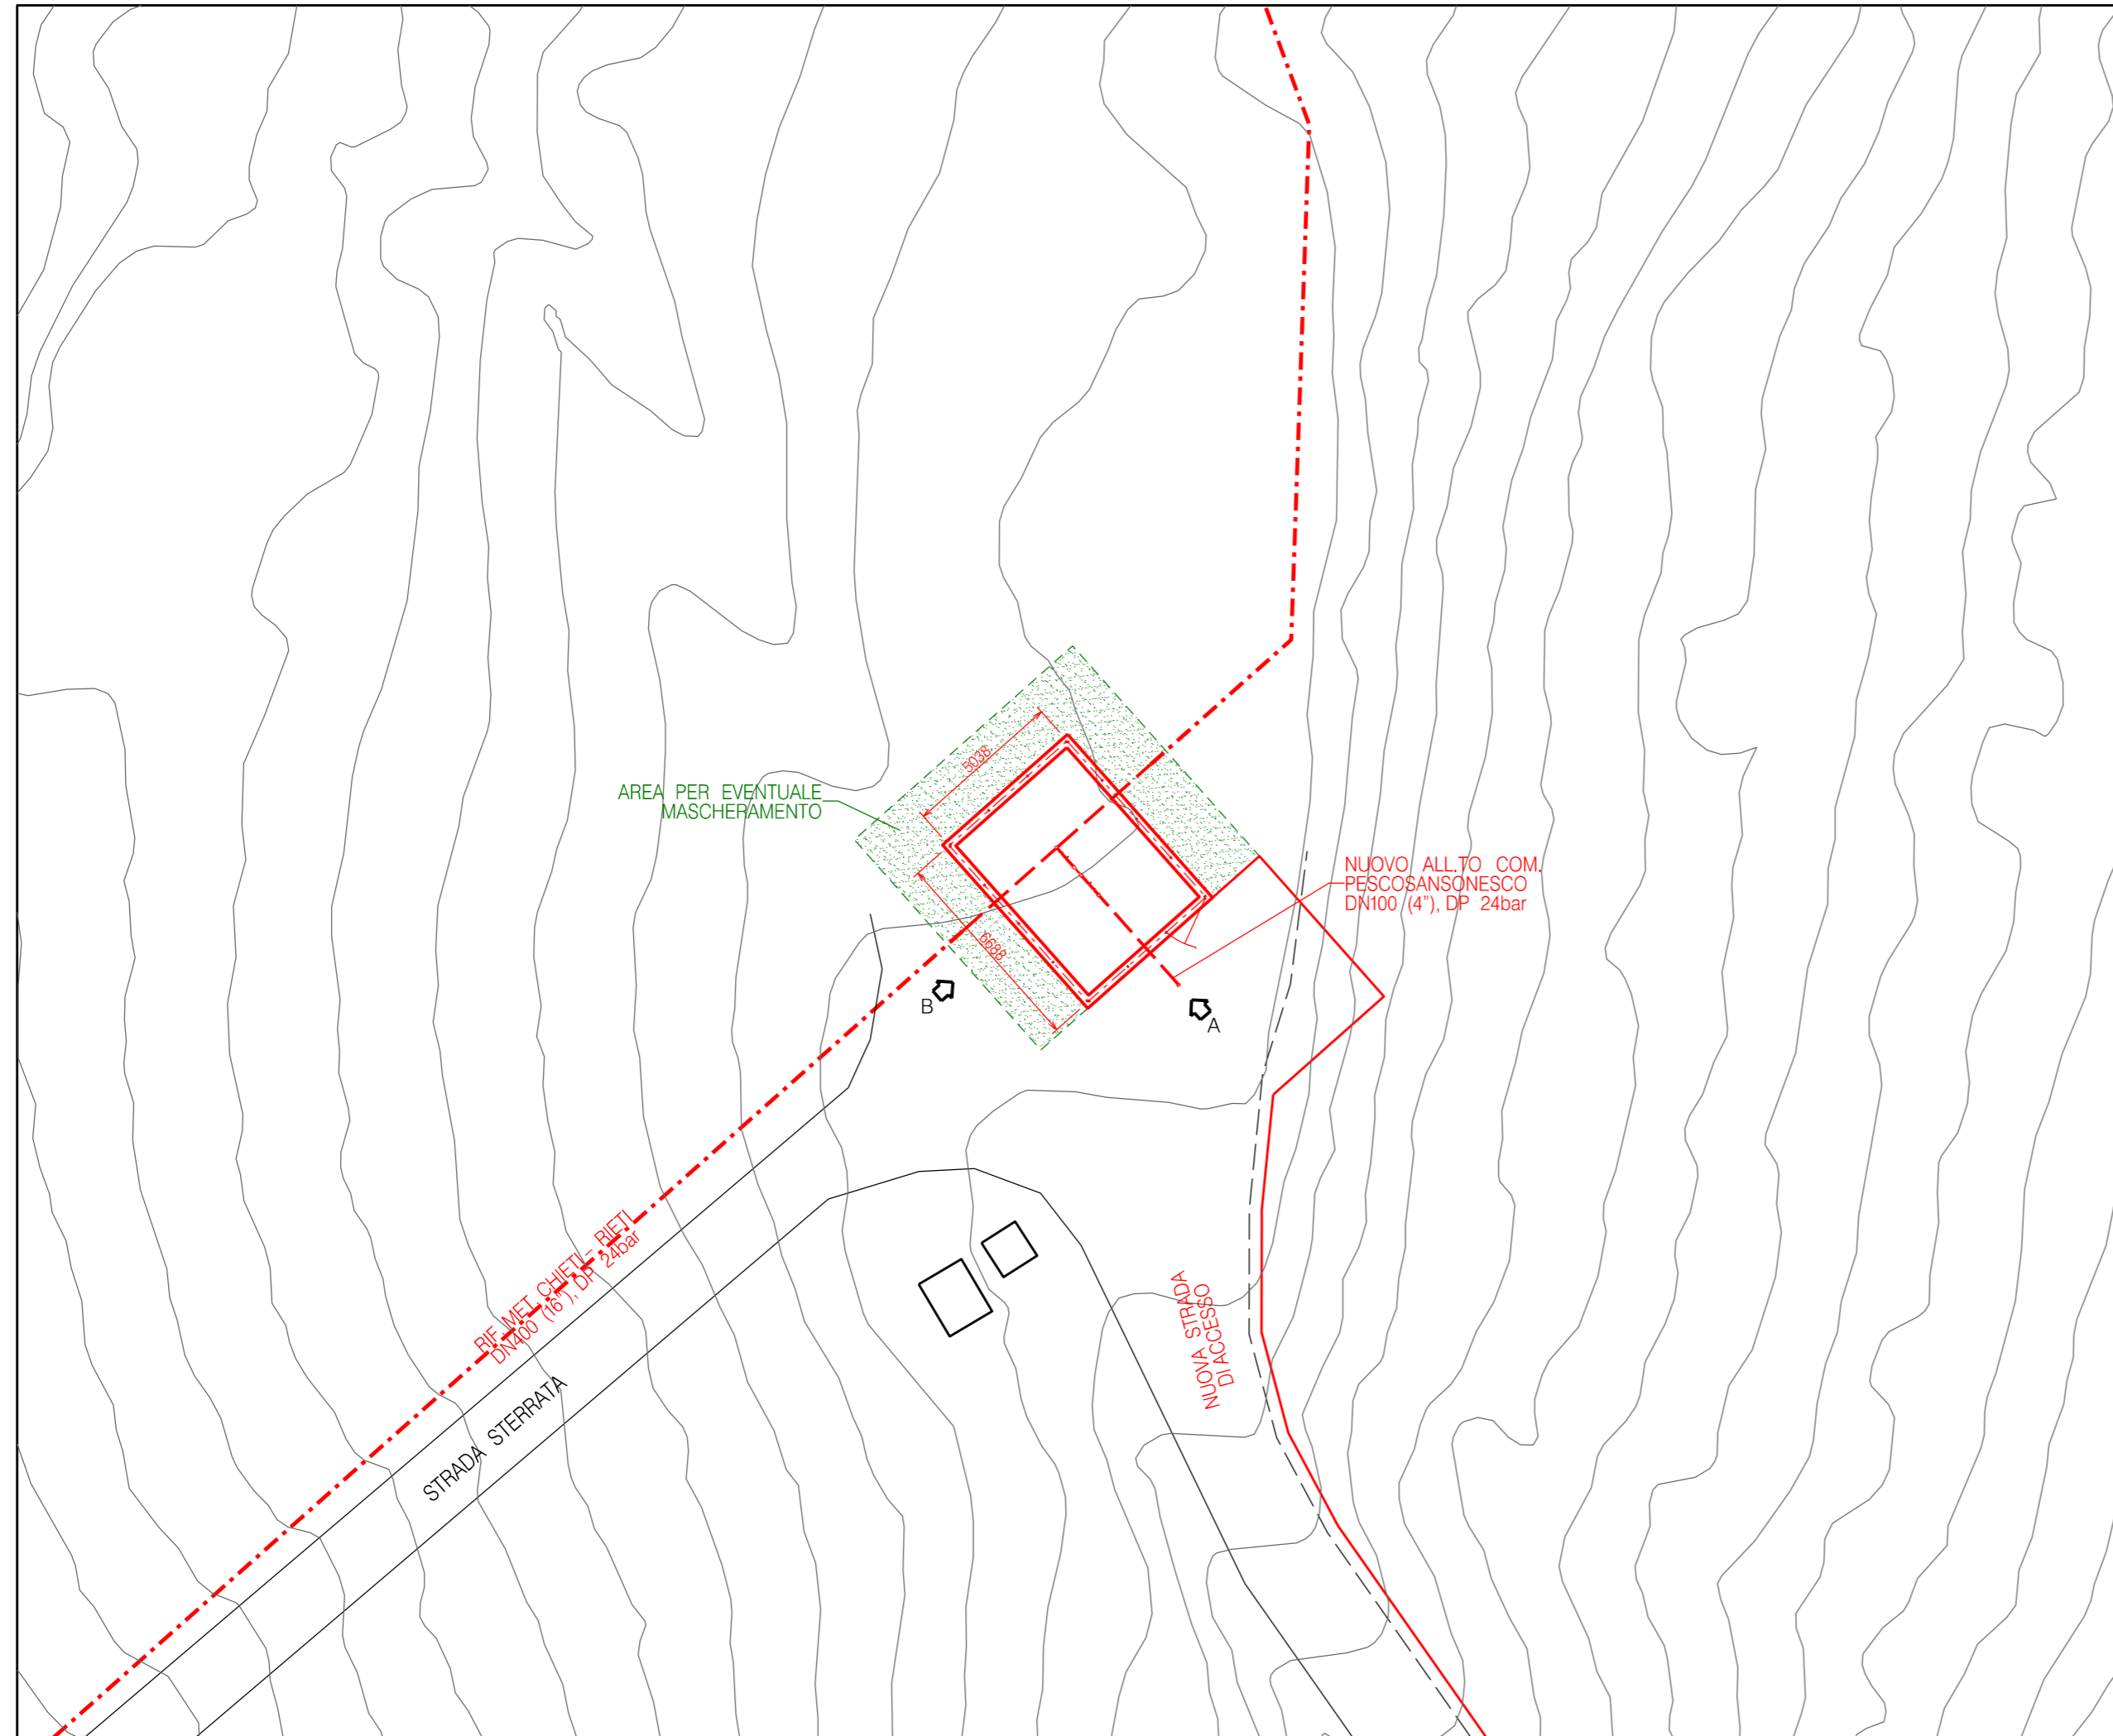 5038
AREA PER EVENTUALE
MASCHERAMENTO
NUOVO ALL.TO COM.
PESCOSANSONESCO
DN100 (4"), DP 24bar
6688
B
A
RIF. MET. CHIETI - RIETI
DN400 (16"), DP 24bar
NUOVA STRADA
DI ACCESSO
STRADA STERRATA